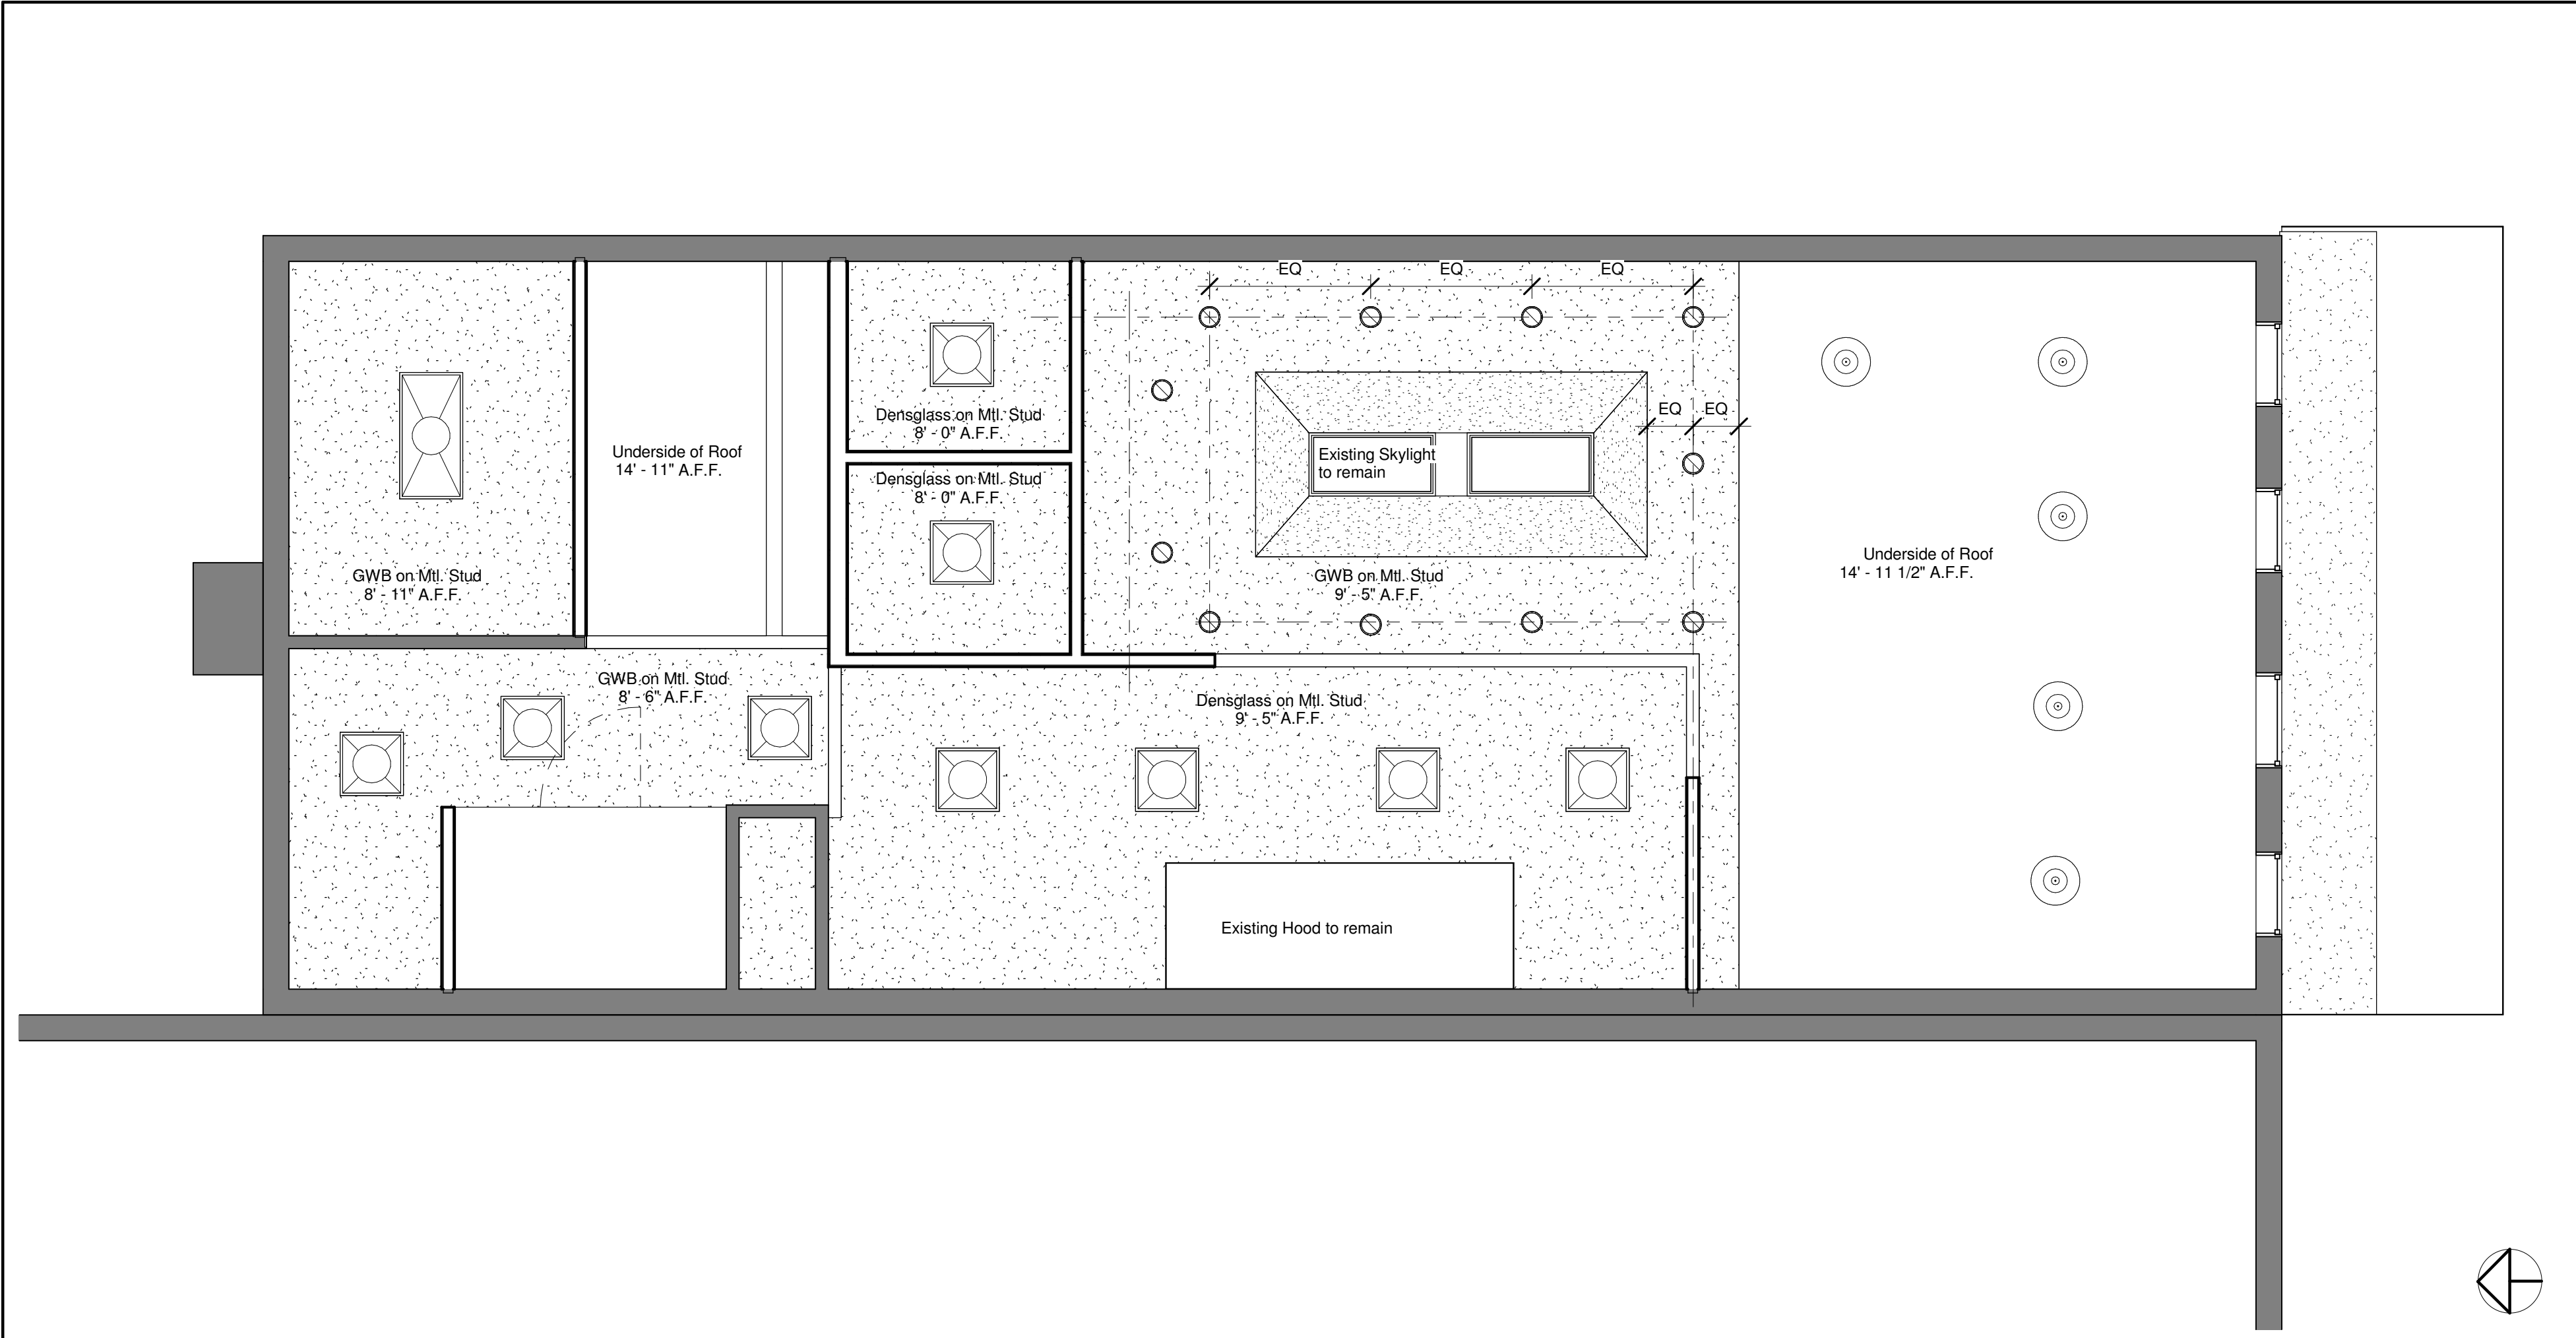 EQ
EQ
EQ
Densglass on Mtl. Stud
8' - 0" A.F.F.
EQ
EQ
Underside of Roof
14' - 11" A.F.F.
Existing Skylight
to remain
Densglass on Mtl. Stud
8' - 0" A.F.F.
Underside of Roof
14' - 11 1/2" A.F.F.
GWB on Mtl. Stud
8' - 11" A.F.F.
GWB on Mtl. Stud
9' - 5" A.F.F.
GWB on Mtl. Stud
8' - 6" A.F.F.
Densglass on Mtl. Stud
9' - 5" A.F.F.
Existing Hood to remain